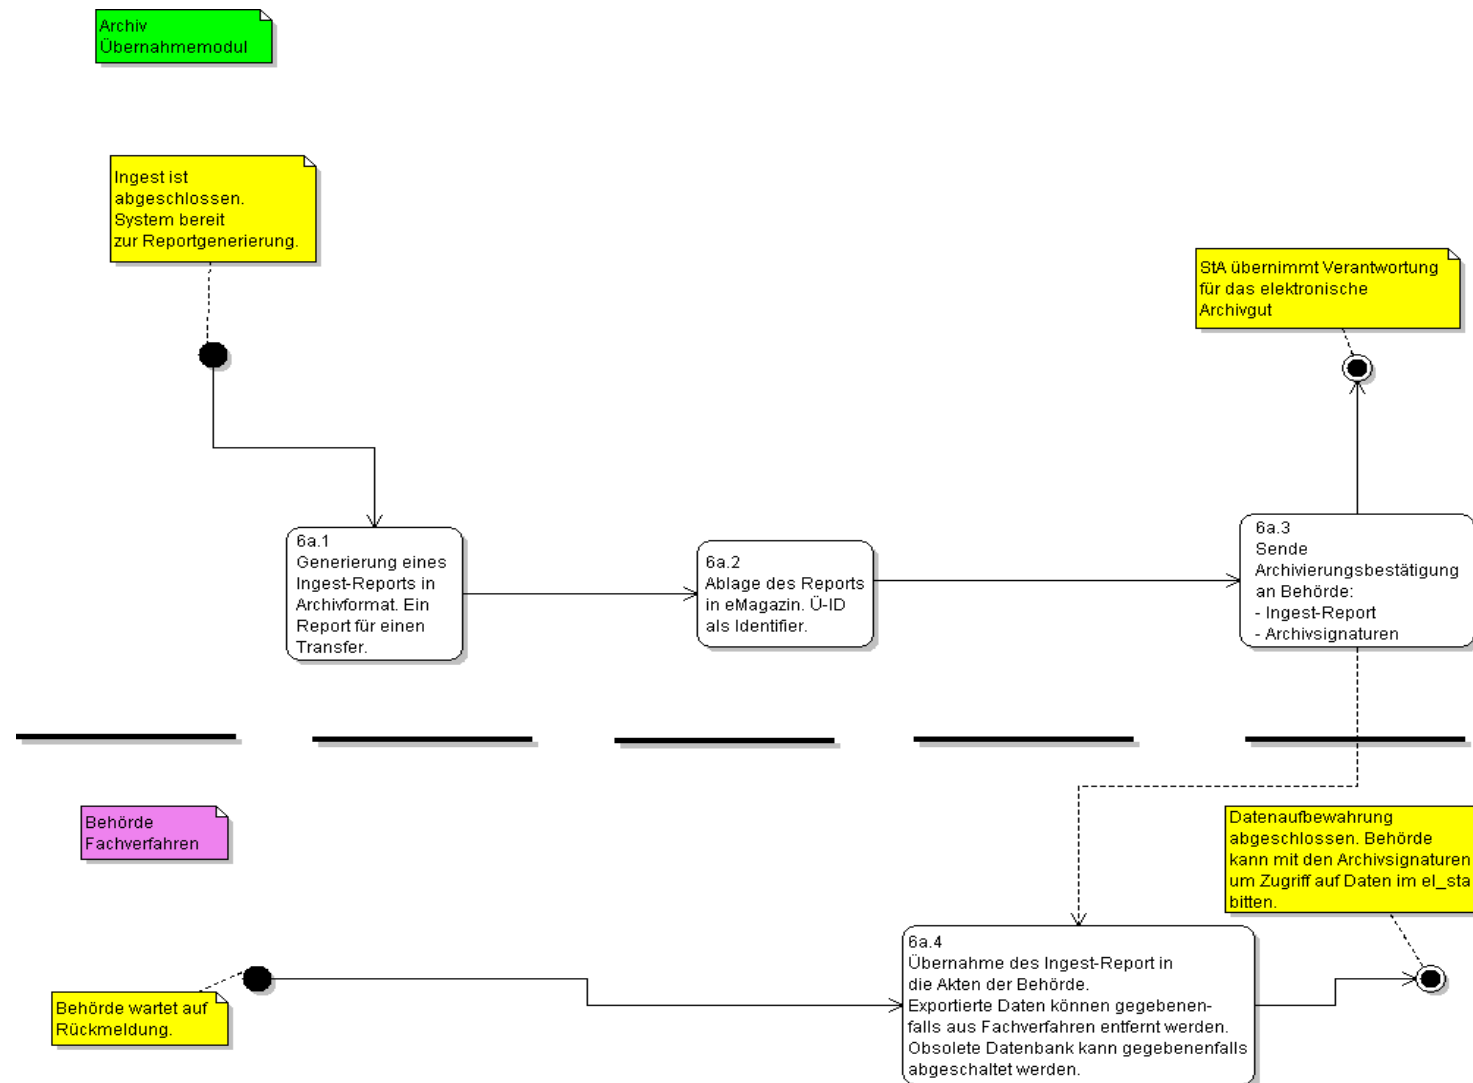 Archiv
Übernahmemodul
Ingest ist
abgeschlossen.
System bereit
zur Reportgenerierung.
StA übernimmt Verantwortung
für das elektronische
Archivgut
6a.1
Generierung eines
Ingest-Reports in
Archivformat. Ein
Report für einen
Transfer.
6a.2
Ablage des Reports
in eMagazin. Ü-ID
als Identifier.
6a.3
Sende
Archivierungsbestätigung
an Behörde:
- Ingest-Report
- Archivsignaturen
Behörde
Fachverfahren
Datenaufbewahrung
abgeschlossen. Behörde
kann mit den Archivsignaturen
um Zugriff auf Daten im el_sta
bitten.
6a.4
Übernahme des Ingest-Report in
die Akten der Behörde.
Exportierte Daten können gegebenen-
falls aus Fachverfahren entfernt werden.
Obsolete Datenbank kann gegebenenfalls
abgeschaltet werden.
Behörde wartet auf
Rückmeldung.